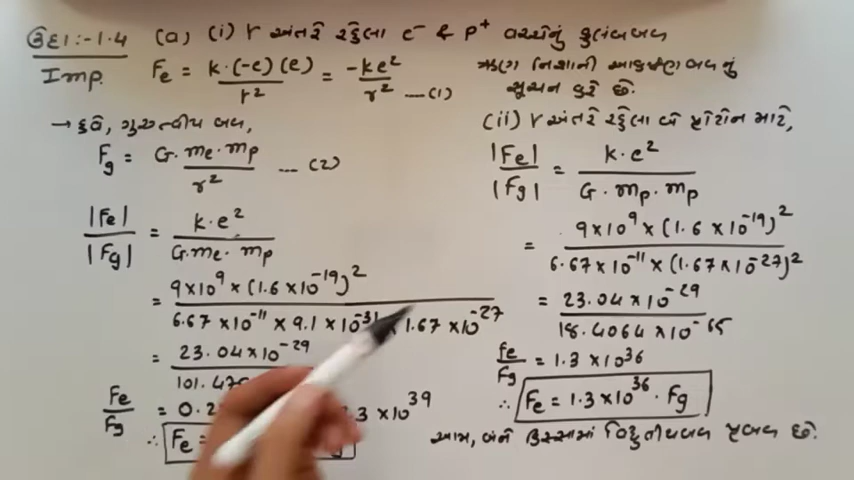 ઉદા:-1.4 (a) (i) r અંતરે રહેલા e⁻ & p⁺ વચ્ચેનું કુલંબબળ
Imp. Fe = k·(-e)(e) / r² = -ke² / r² ---(1)
ઋણ નિશાની આકર્ષણ બળનું
સૂચન કરે છે.
→ હવે, ગુરુત્વીય બળ,
Fg = G·me·mp / r² --- (2)
|Fe| / |Fg| = k·e² / G·me·mp
= 9×10⁹ × (1.6×10⁻¹⁹)² / 6.67×10⁻¹¹ × 9.1×10⁻³¹ × 1.67×10⁻²⁷
= 23.04×10⁻²⁹ / 101.
Fe / Fg = 0.2 3×10³⁹
∴ Fe =
(ii) r અંતરે રહેલા બે પ્રોટોન માટે,
|Fe| / |Fg| = k·e² / G·mp·mp
= 9×10⁹ × (1.6×10⁻¹⁹)² / 6.67×10⁻¹¹ × (1.67×10⁻²⁷)²
= 23.04×10⁻²⁹ / 18.4064×10⁻⁶⁵
Fe / Fg = 1.3×10³⁶
∴ Fe = 1.3×10³⁶ · Fg
આમ, બંને કિસ્સામાં વિદ્યુતીયબળ પ્રબળ છે.